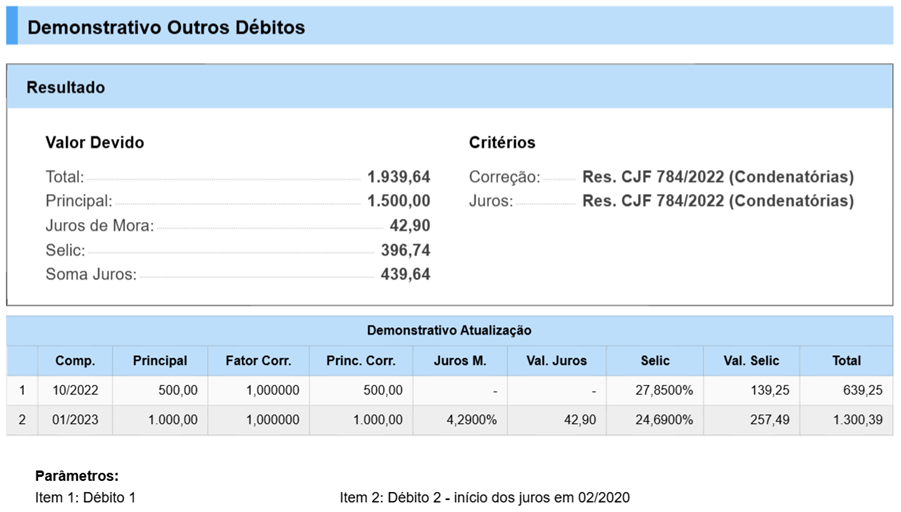 Demonstrativo Outros Débitos
Resultado
Valor Devido
Total: 1.939,64
Principal: 1.500,00
Juros de Mora: 42,90
Selic: 396,74
Soma Juros: 439,64
Critérios
Correção: Res. CJF 784/2022 (Condenatórias)
Juros: Res. CJF 784/2022 (Condenatórias)
Demonstrativo Atualização
Comp. Principal Fator Corr. Princ. Corr. Juros M. Val. Juros Selic Val. Selic Total
1 10/2022 500,00 1,000000 500,00 - - 27,8500% 139,25 639,25
2 01/2023 1.000,00 1,000000 1.000,00 4,2900% 42,90 24,6900% 257,49 1.300,39
Parâmetros:
Item 1: Débito 1 Item 2: Débito 2 - início dos juros em 02/2020